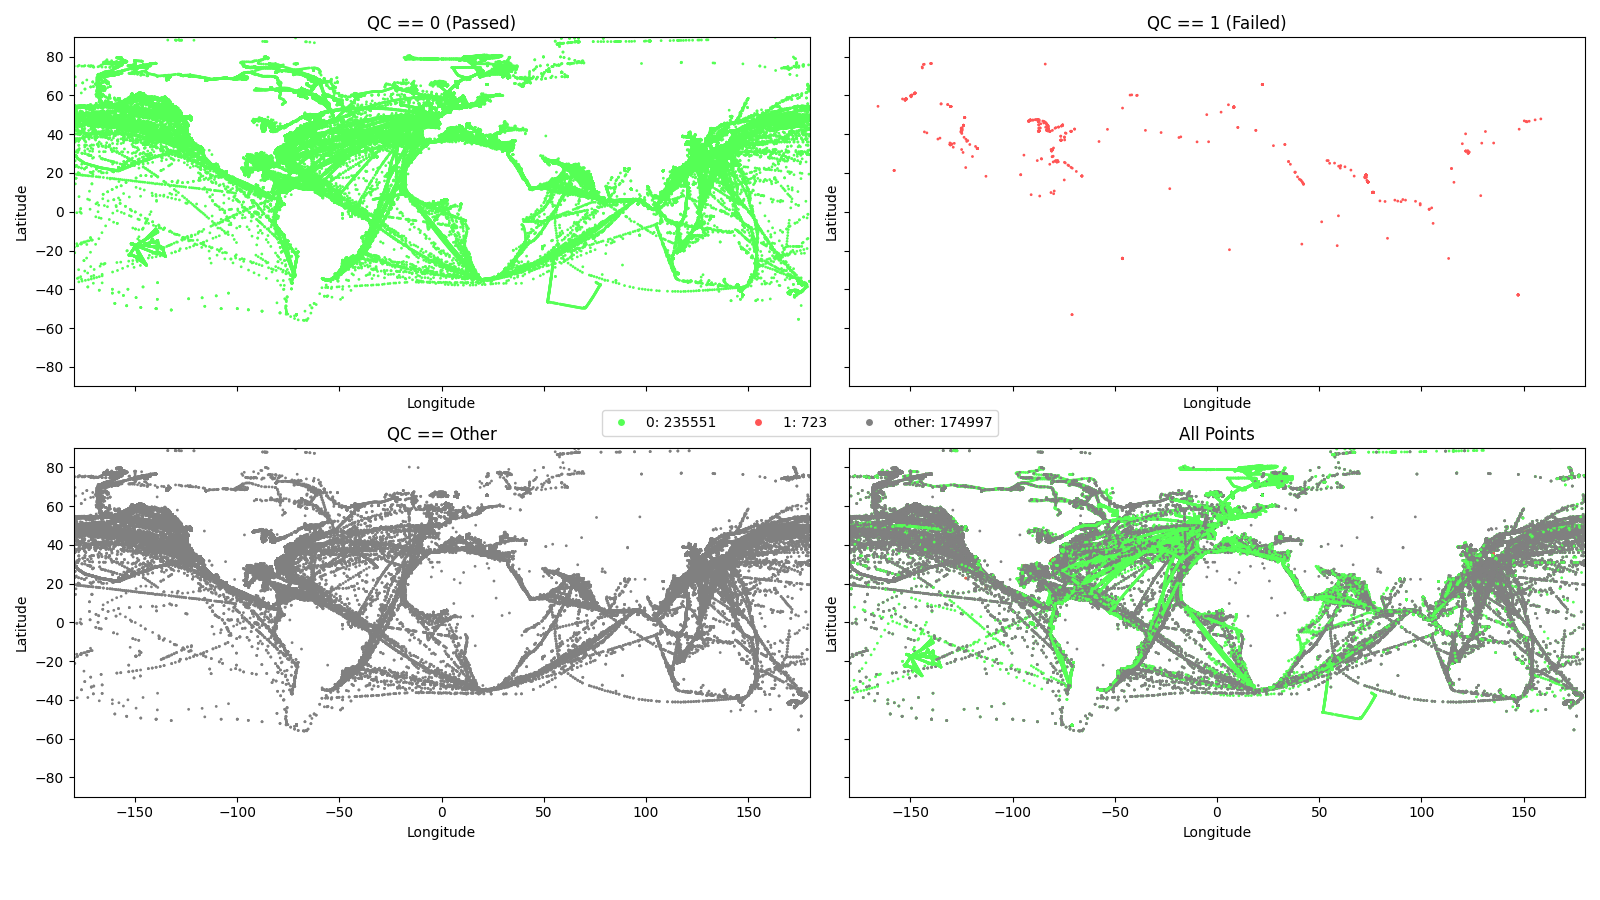 QC == 0 (Passed)
QC == 1 (Failed)
80
60
40
20
0
−20
−40
−60
−80
Latitude
Latitude
Longitude
Longitude
0: 235551 1: 723 other: 174997
QC == Other
All Points
80
60
40
20
0
−20
−40
−60
−80
Latitude
Latitude
−150 −100 −50 0 50 100 150
−150 −100 −50 0 50 100 150
Longitude
Longitude